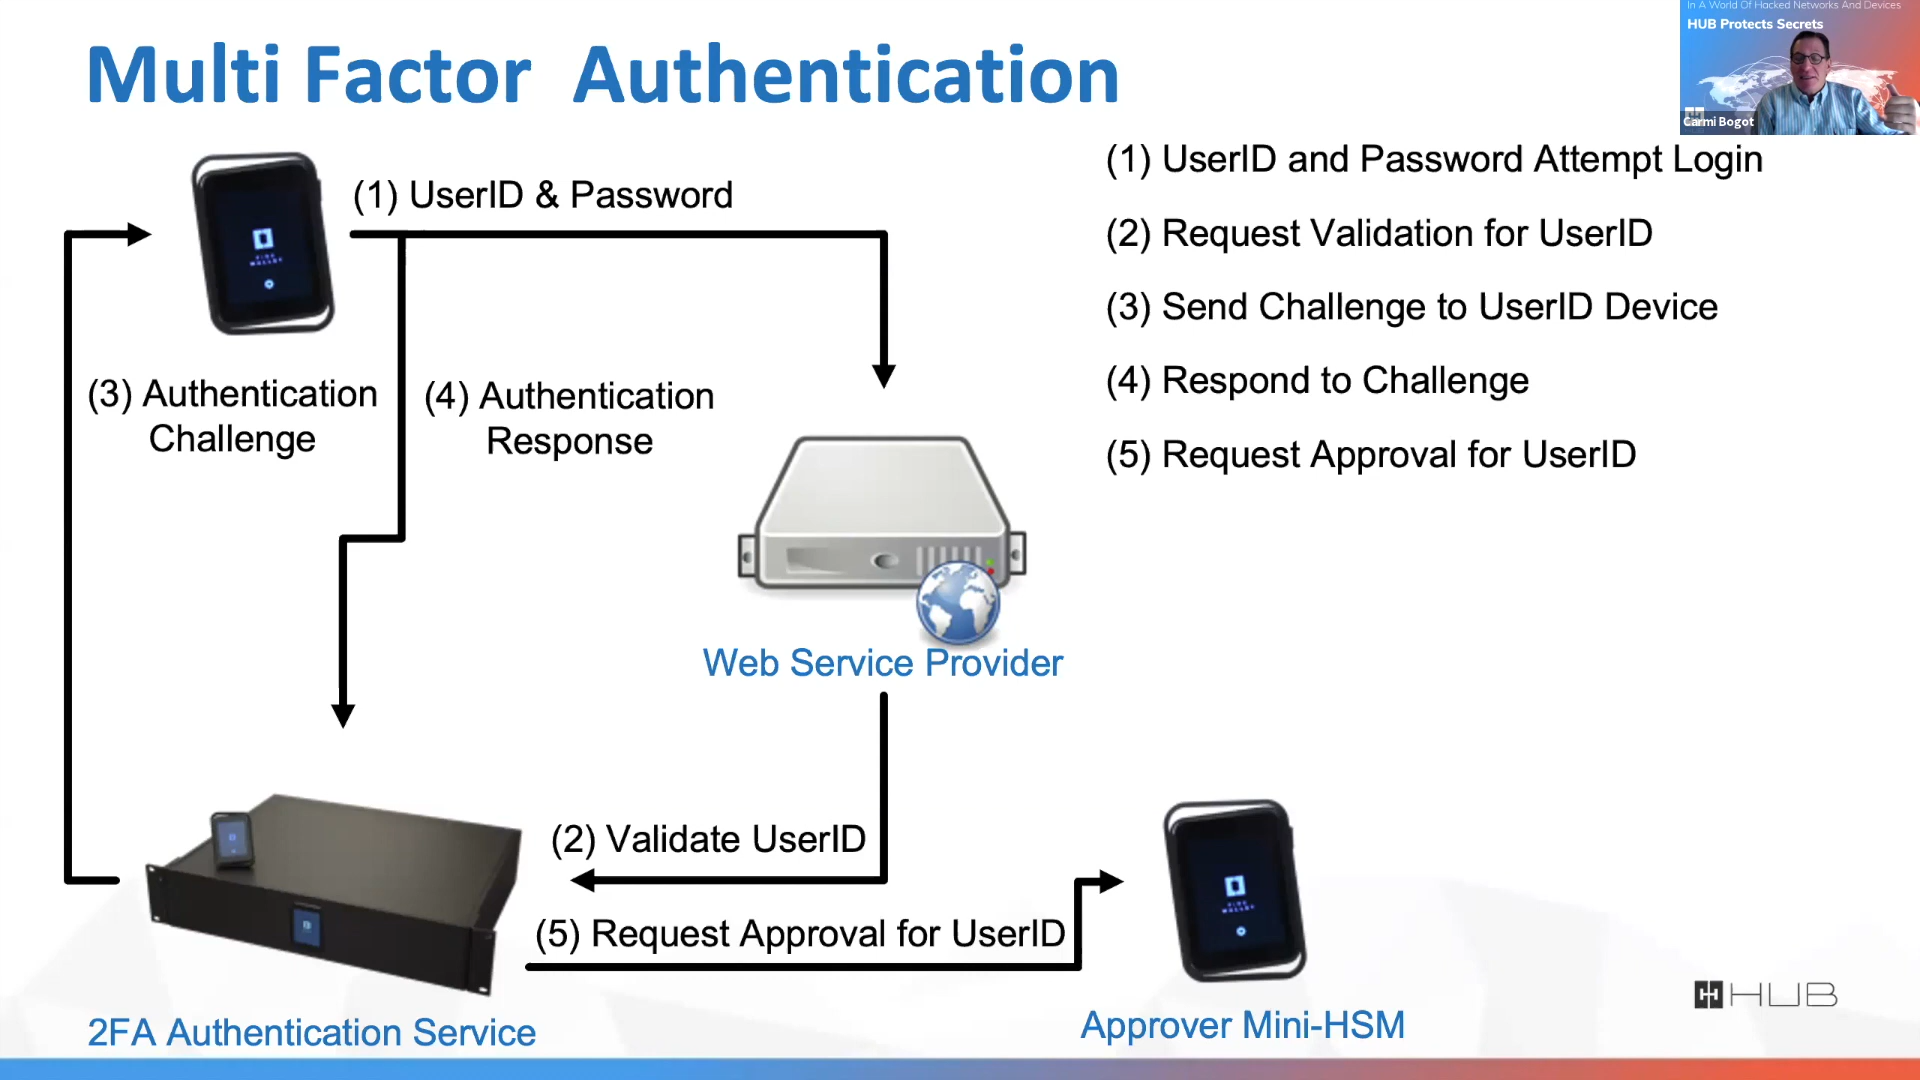 In A World Of Hacked Networks And Devices
HUB Protects Secrets
Carmi Bogot
Multi Factor Authentication
(1) UserID & Password
(3) Authentication
Challenge
(4) Authentication
Response
Web Service Provider
(2) Validate UserID
(5) Request Approval for UserID
2FA Authentication Service
Approver Mini-HSM
(1) UserID and Password Attempt Login
(2) Request Validation for UserID
(3) Send Challenge to UserID Device
(4) Respond to Challenge
(5) Request Approval for UserID
HUB